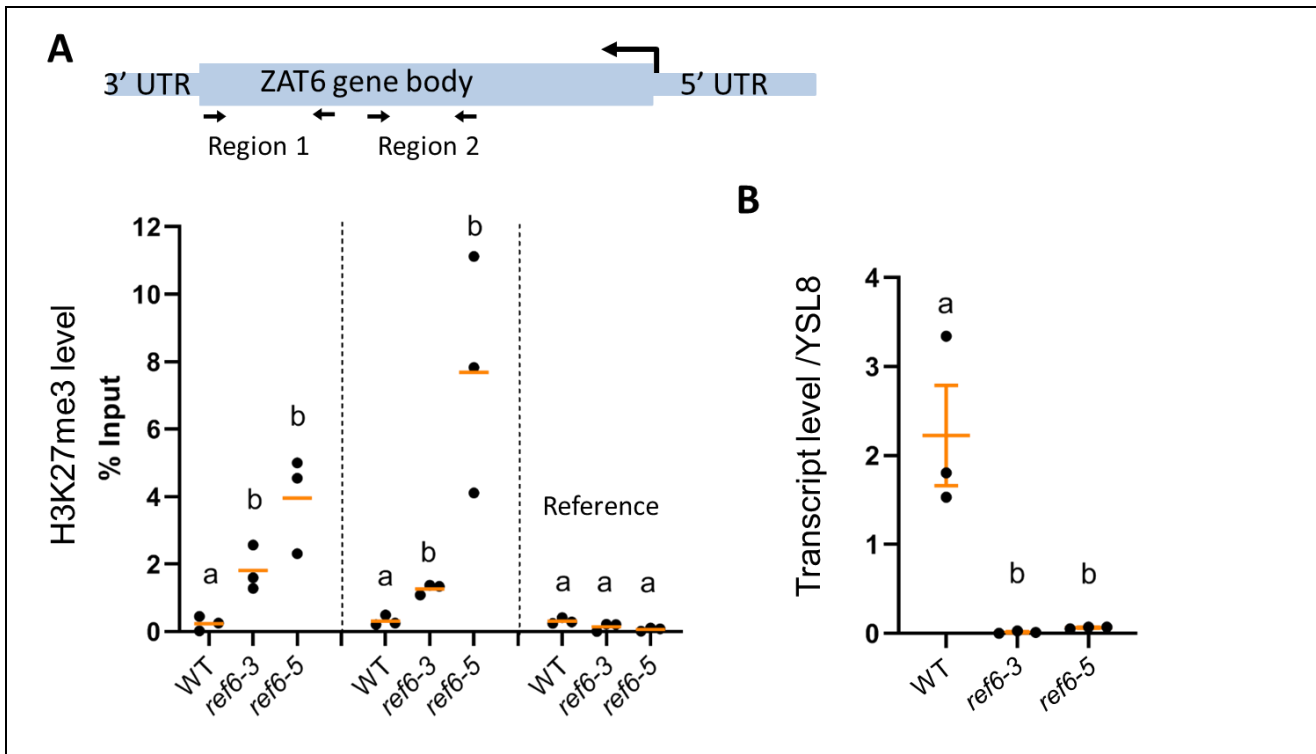 A
3’ UTR ZAT6 gene body 5’ UTR
Region 1 Region 2
H3K27me3 level
% Input
12
10
8
6
4
2
0
a b b
a b b
Reference
a a a
WT ref6-3 ref6-5 WT ref6-3 ref6-5 WT ref6-3 ref6-5
B
Transcript level /YSL8
4
3
2
1
0
a b b
WT ref6-3 ref6-5